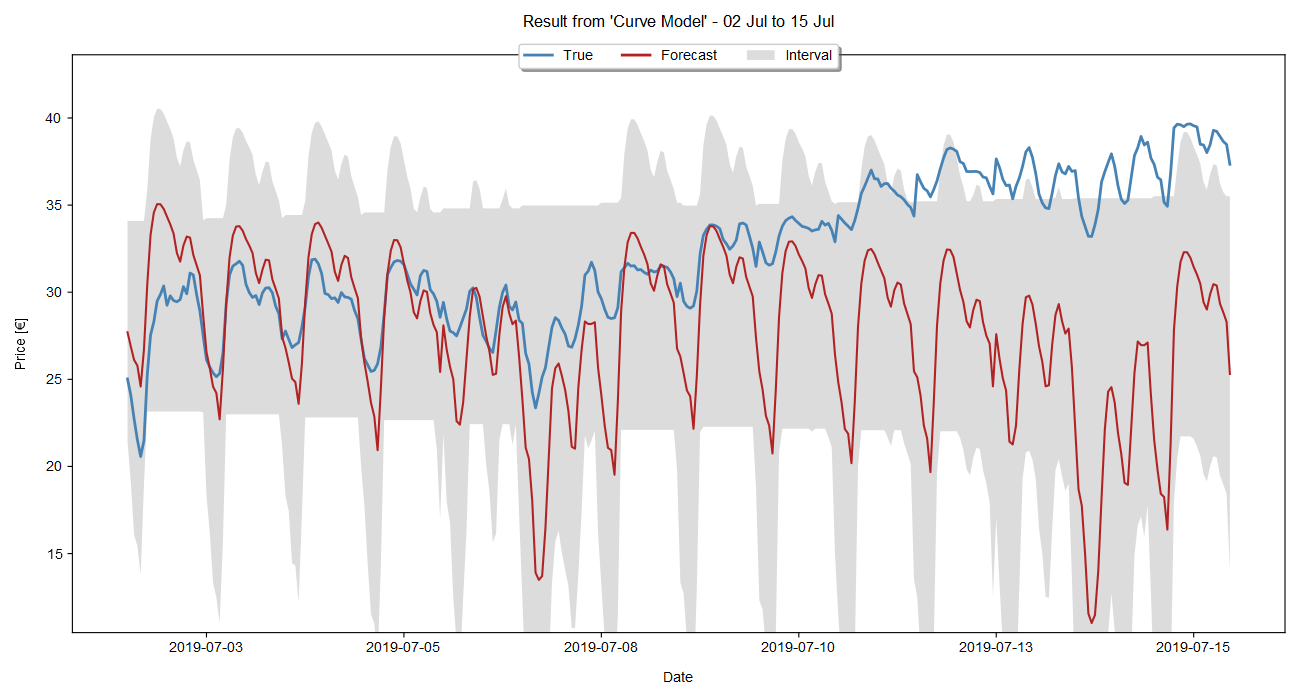 Result from 'Curve Model' - 02 Jul to 15 Jul
True Forecast Interval
Price [€]
40
35
30
25
20
15
2019-07-03 2019-07-05 2019-07-08 2019-07-10 2019-07-13 2019-07-15
Date